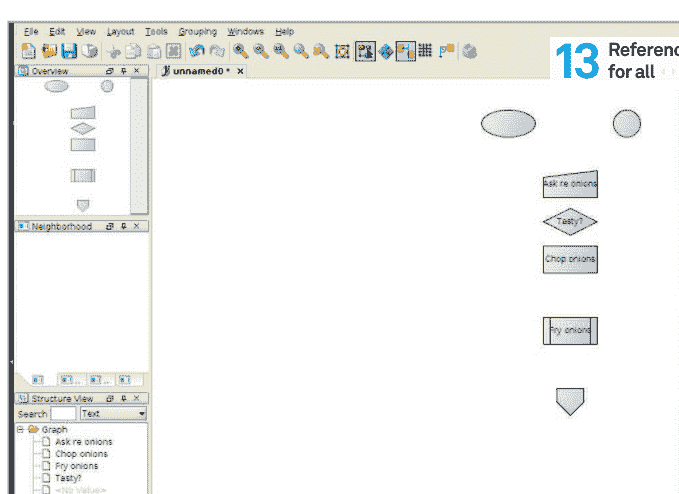 File Edit View Layout Tools Grouping Windows Help
Overview
unnamed0 *
13 Referenc
for all
Neighborhood
Structure View
Search Text
Graph
Ask re onions
Chop onions
Fry onions
Tasty?
<No Value>
Ask re onions
Tasty?
Chop onions
Fry onions